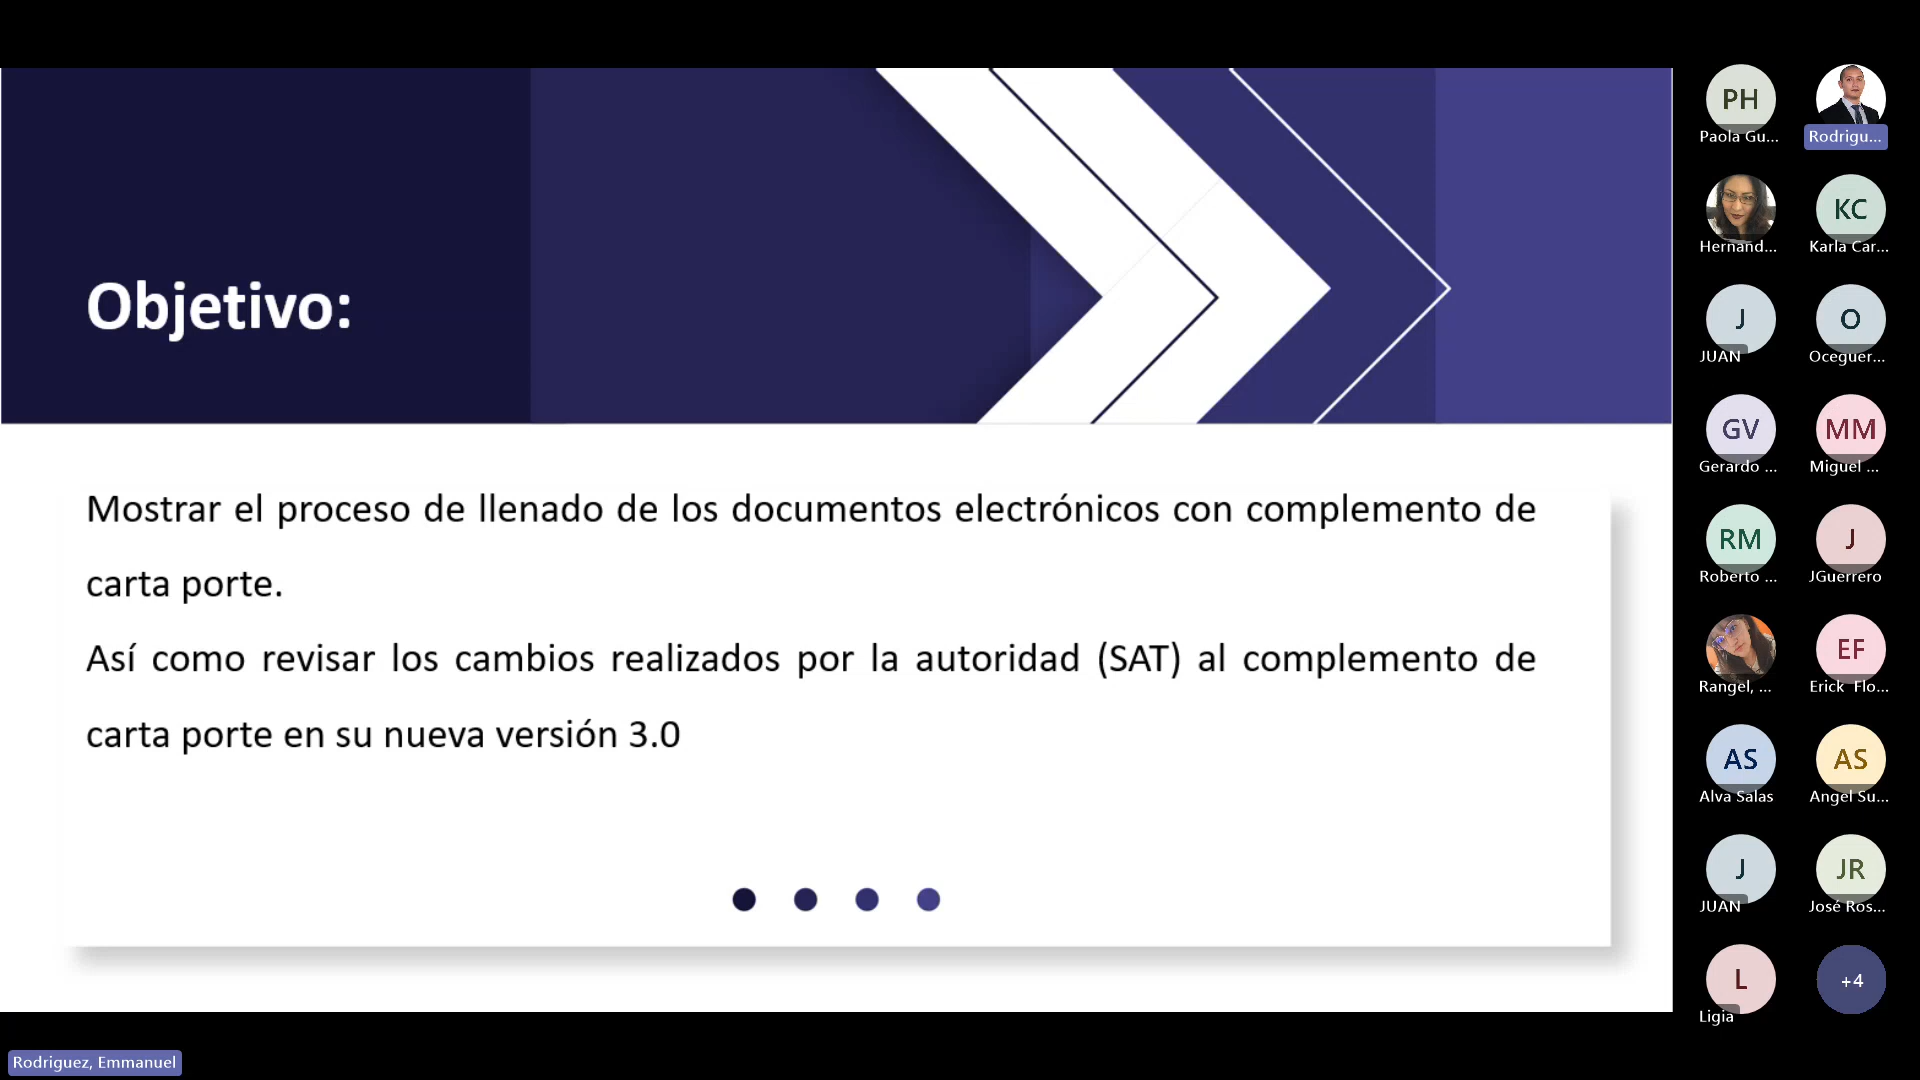 Objetivo:
Mostrar el proceso de llenado de los documentos electrónicos con complemento de
carta porte.
Así como revisar los cambios realizados por la autoridad (SAT) al complemento de
carta porte en su nueva versión 3.0
PH
Paola Gu...
Rodrigu...
Hernánd...
KC
Karla Car...
J
JUAN
O
Oceguer...
GV
Gerardo ...
MM
Miguel ...
RM
Roberto ...
J
JGuerrero
Rangel, ...
EF
Erick Flo...
AS
Alva Salas
AS
Angel Su...
J
JUAN
JR
José Ros...
L
Ligia
+4
Rodriguez, Emmanuel